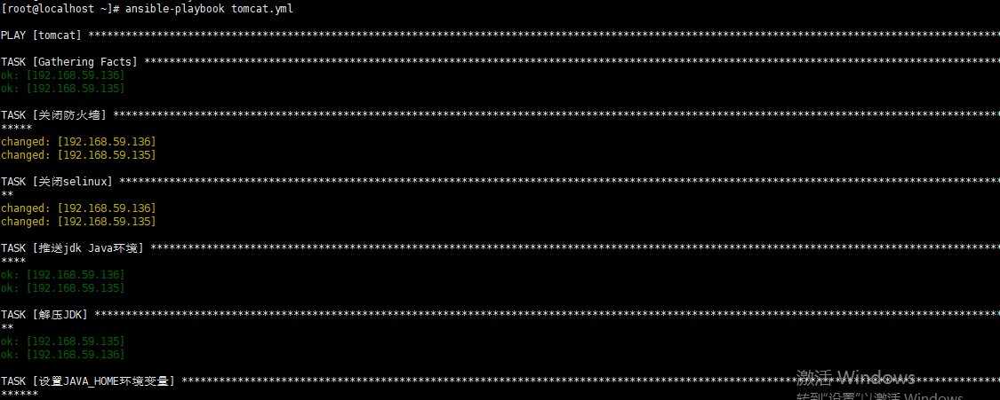 [root@localhost ~]# ansible-playbook tomcat.yml
PLAY [tomcat] **************************************************************************************************************************************************
TASK [Gathering Facts] *****************************************************************************************************************************************
ok: [192.168.59.136]
ok: [192.168.59.135]
TASK [关闭防火墙] **********************************************************************************************************************************************
*****
changed: [192.168.59.136]
changed: [192.168.59.135]
TASK [关闭selinux] *********************************************************************************************************************************************
**
changed: [192.168.59.136]
changed: [192.168.59.135]
TASK [推送jdk Java环境] ****************************************************************************************************************************************
****
ok: [192.168.59.136]
ok: [192.168.59.135]
TASK [解压JDK] *************************************************************************************************************************************************
**
ok: [192.168.59.135]
ok: [192.168.59.136]
TASK [设置JAVA_HOME环境变量] ***********************************************************************************************************************************
******
激活 Windows
转到“设置”以激活 Windows